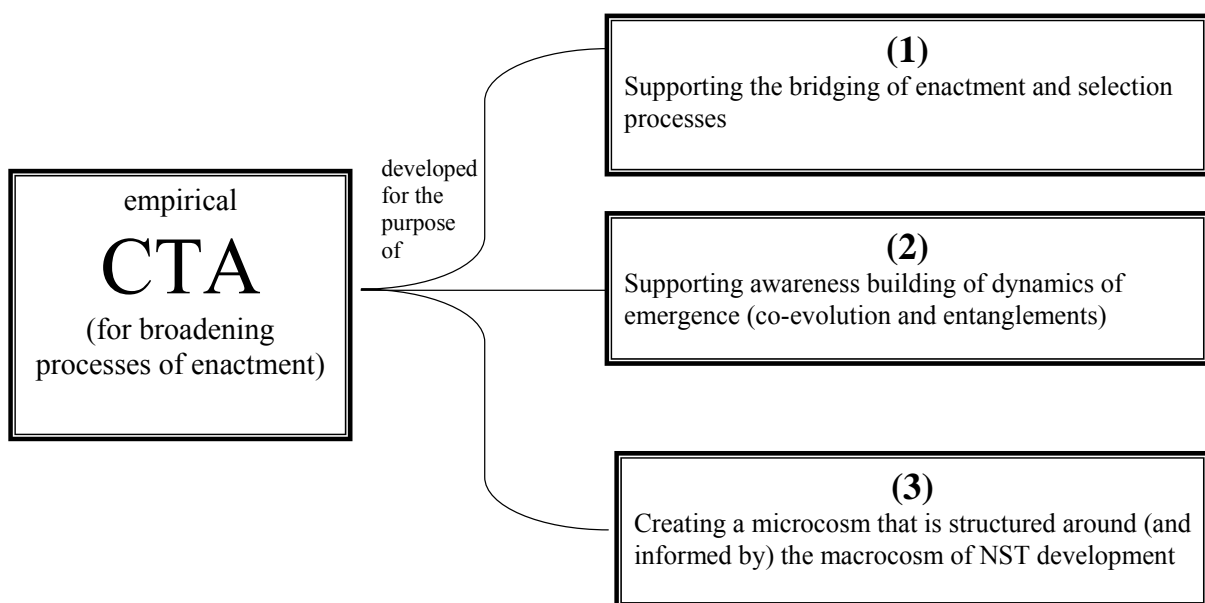 empirical
CTA
(for broadening
processes of enactment)
developed
for the
purpose
of
(1)
Supporting the bridging of enactment and selection
processes
(2)
Supporting awareness building of dynamics of
emergence (co-evolution and entanglements)
(3)
Creating a microcosm that is structured around (and
informed by) the macrocosm of NST development